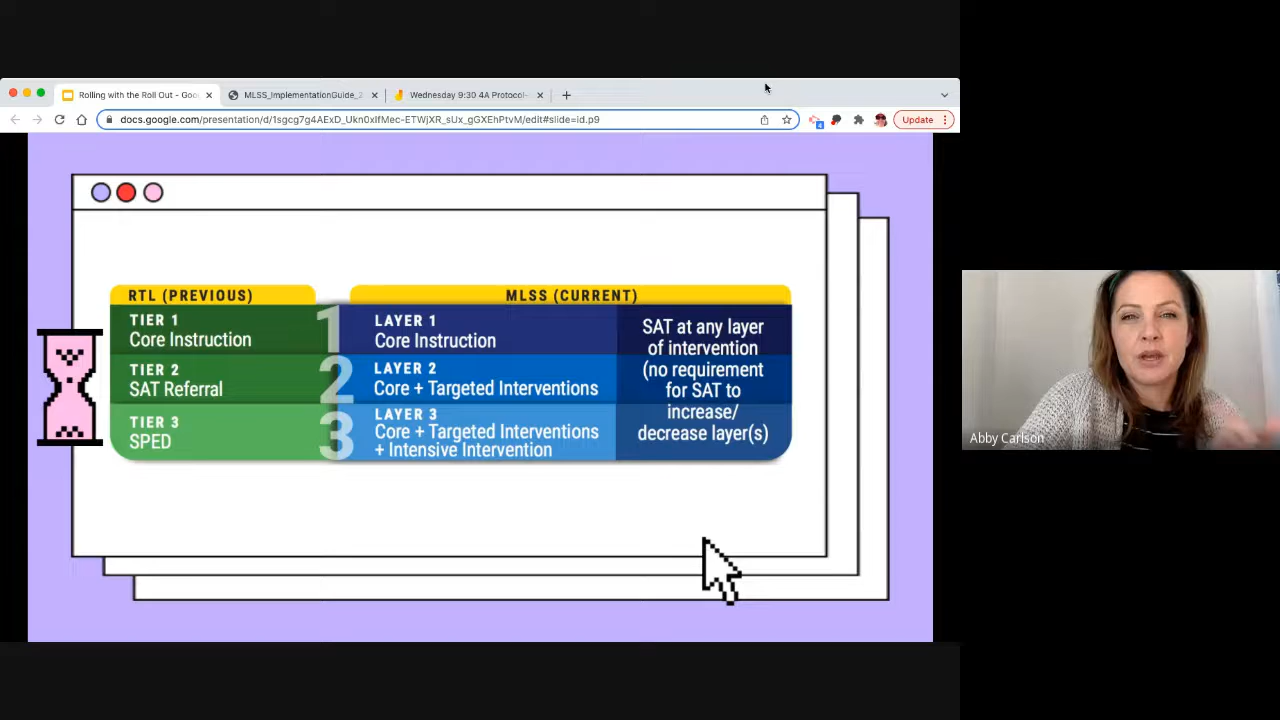 Rolling with the Roll Out - Goo
MLSS_ImplementationGuide_2
Wednesday 9:30 4A Protocol-
docs.google.com/presentation/d/1sgcg7g4AExD_Ukn0xIfMec-ETWjXR_sUx_gGXEhPtvM/edit#slide=id.p9
Update
RTL (PREVIOUS)
TIER 1
Core Instruction
TIER 2
SAT Referral
TIER 3
SPED
1
2
3
MLSS (CURRENT)
LAYER 1
Core Instruction
LAYER 2
Core + Targeted Interventions
LAYER 3
Core + Targeted Interventions
+ Intensive Intervention
SAT at any layer
of intervention
(no requirement
for SAT to
increase/
decrease layer(s)
Abby Carlson